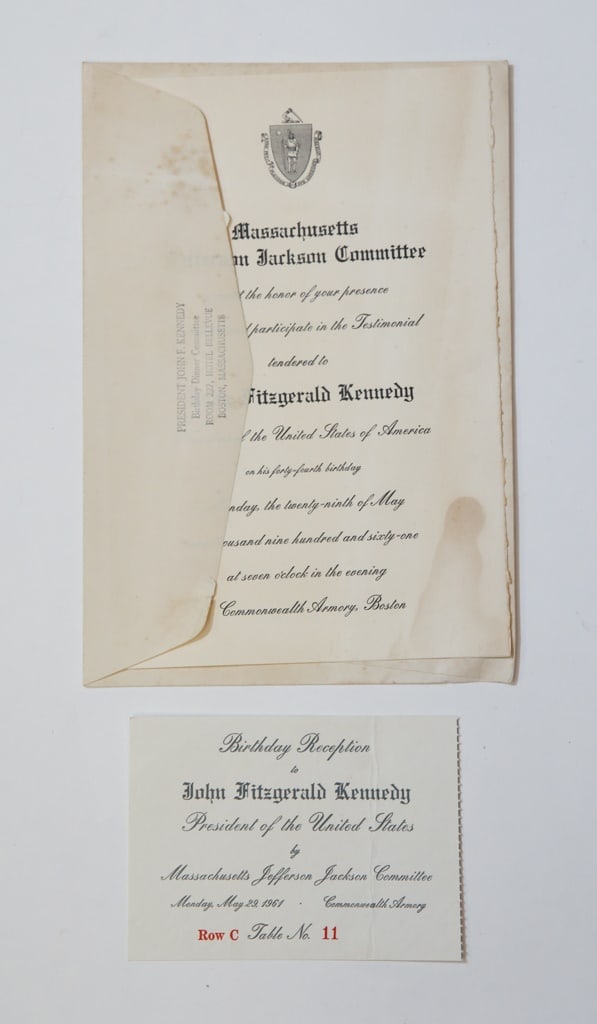 Massachusetts
on Jackson Committee
t the honor of your presence
participate in the Testimonial
tendered to
Fitzgerald Kennedy
f the United States of America
on his forty-fourth birthday
nday, the twenty-ninth of May
ousand nine hundred and sixty-one
at seven o'clock in the evening
Commonwealth Armory, Boston
PRESIDENT JOHN F. KENNEDY
Birthday Dinner Committee
ROOM 227, HOTEL BELLEVUE
BOSTON, MASSACHUSETTS
Birthday Reception
to
John Fitzgerald Kennedy
President of the United States
by
Massachusetts Jefferson Jackson Committee
Monday, May 29, 1961 · Commonwealth Armory
Row C Table No. 11